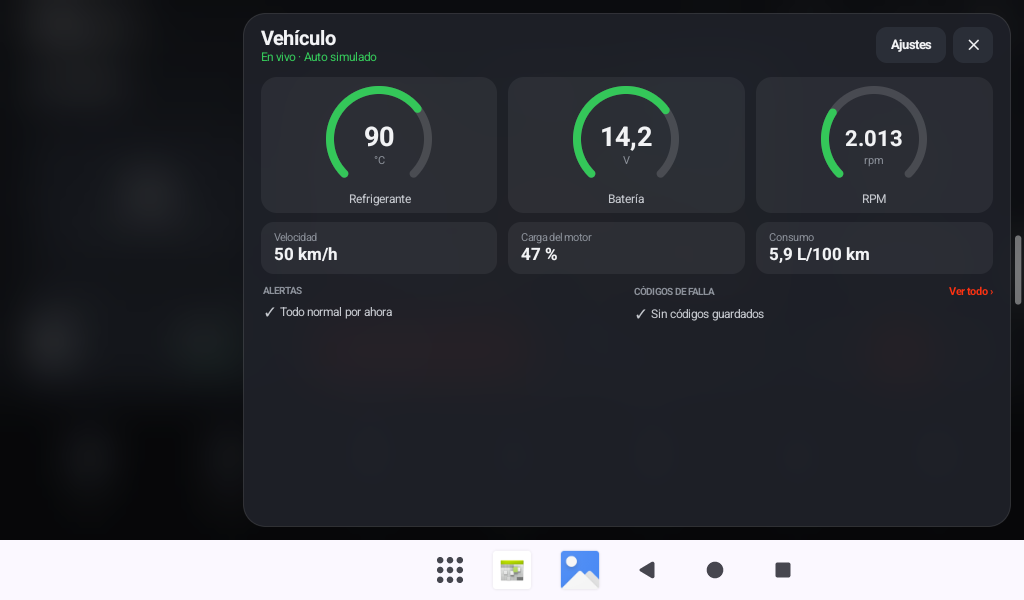 Vehículo
En vivo · Auto simulado
Ajustes
90
°C
Refrigerante
14,2
V
Batería
2.013
rpm
RPM
Velocidad
50 km/h
Carga del motor
47 %
Consumo
5,9 L/100 km
ALERTAS
✓ Todo normal por ahora
CÓDIGOS DE FALLA
Ver todo ›
✓ Sin códigos guardados